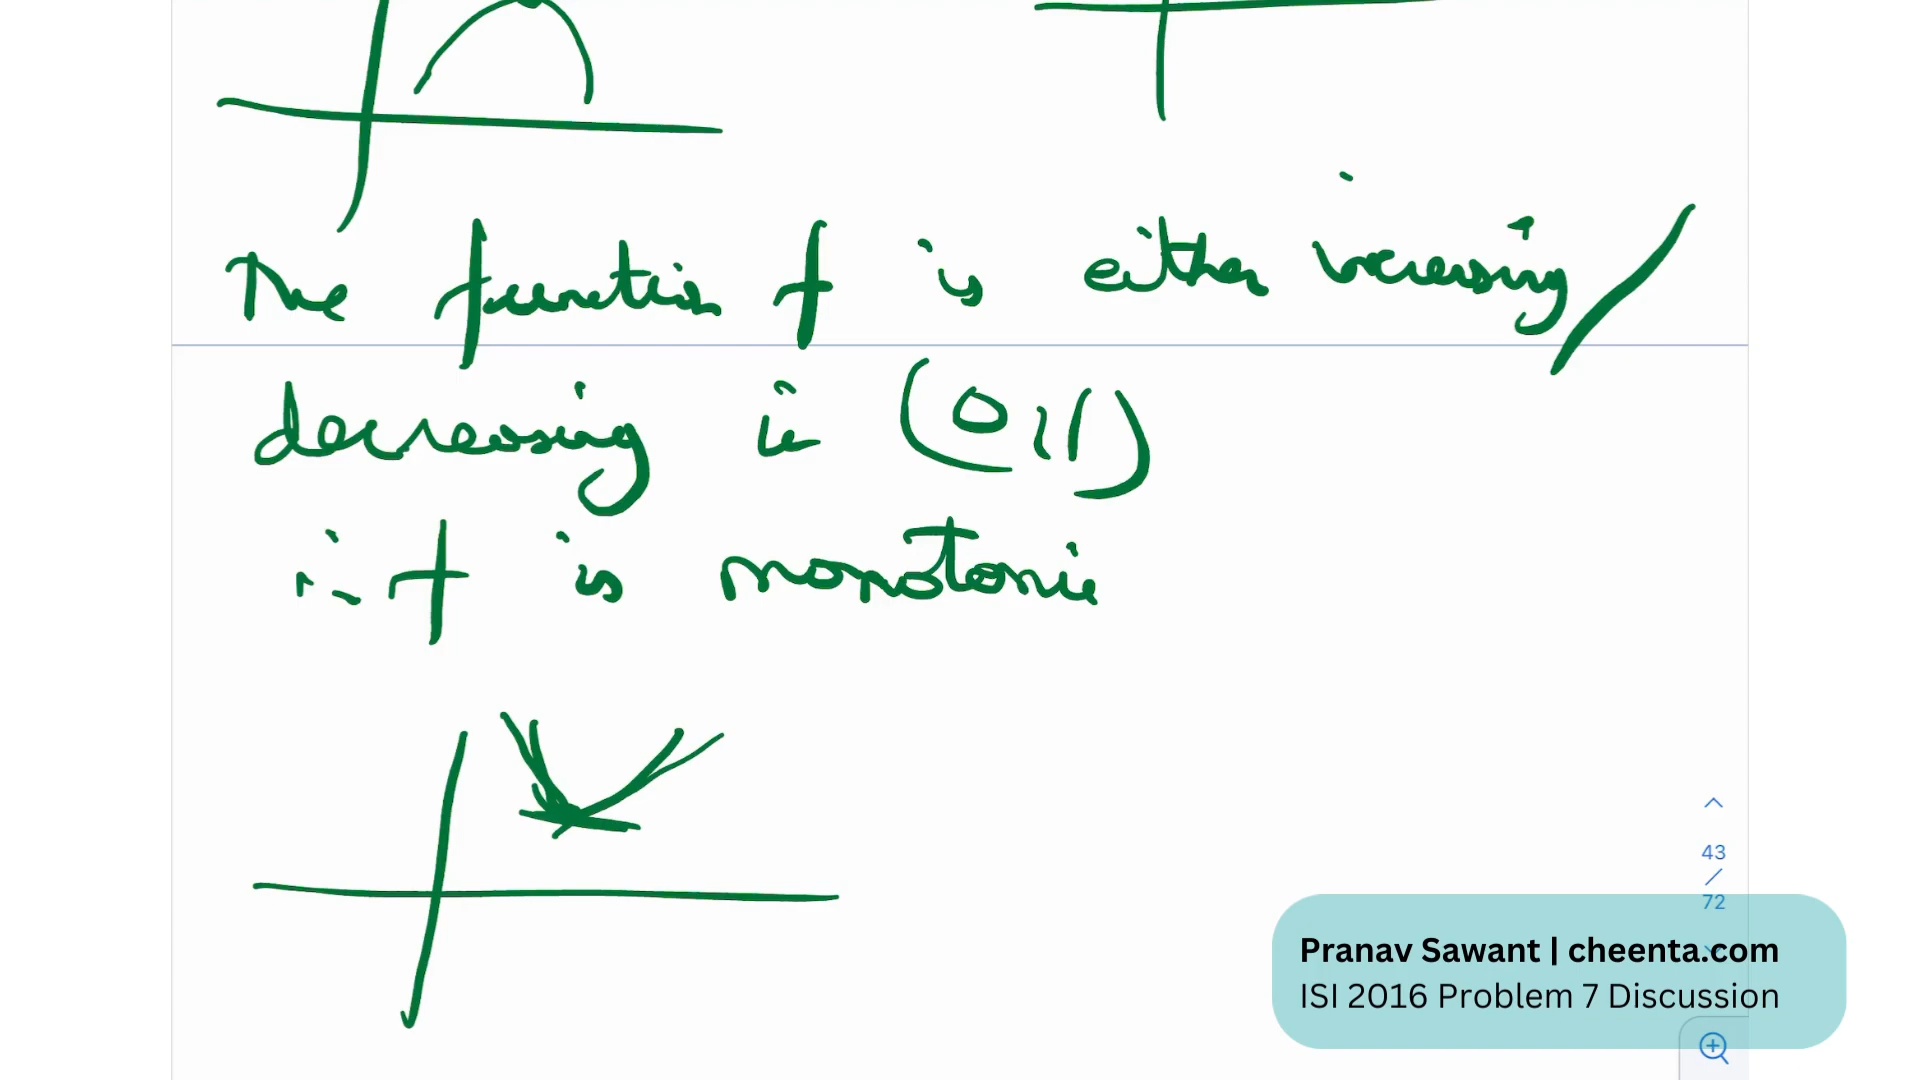 The function f is either increasing/
decreasing in (0,1)
∴ f is monotonic
43
/
72
Pranav Sawant | cheenta.com
ISI 2016 Problem 7 Discussion